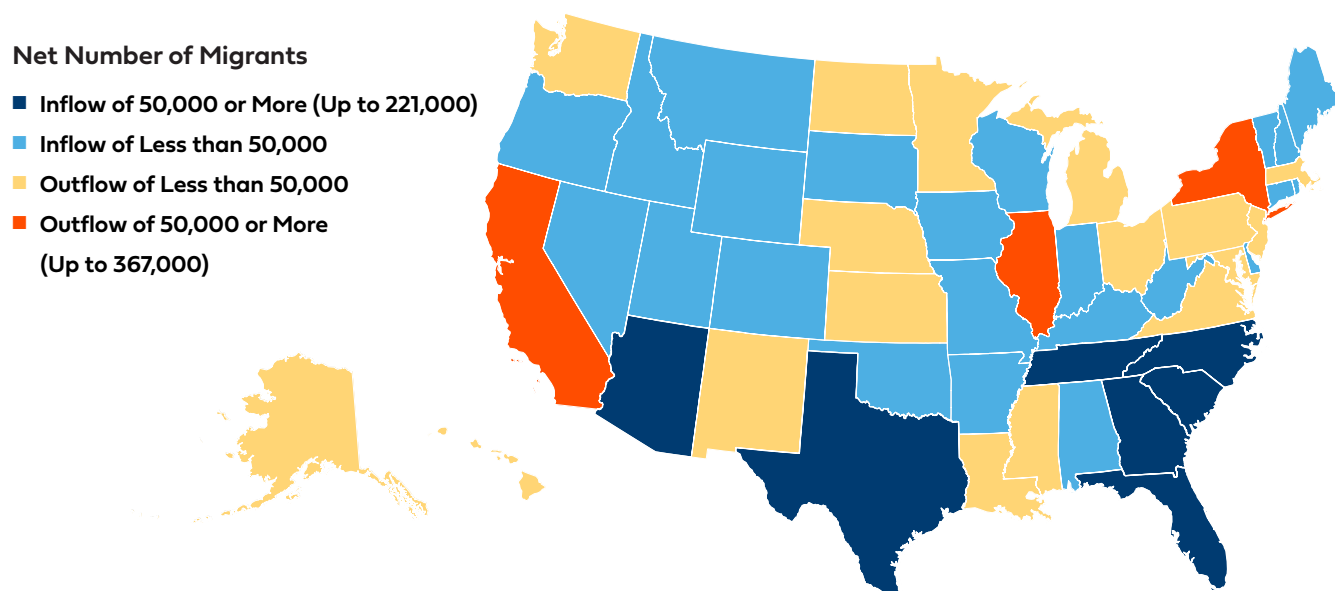 Net Number of Migrants
Inflow of 50,000 or More (Up to 221,000)
Inflow of Less than 50,000
Outflow of Less than 50,000
Outflow of 50,000 or More
(Up to 367,000)